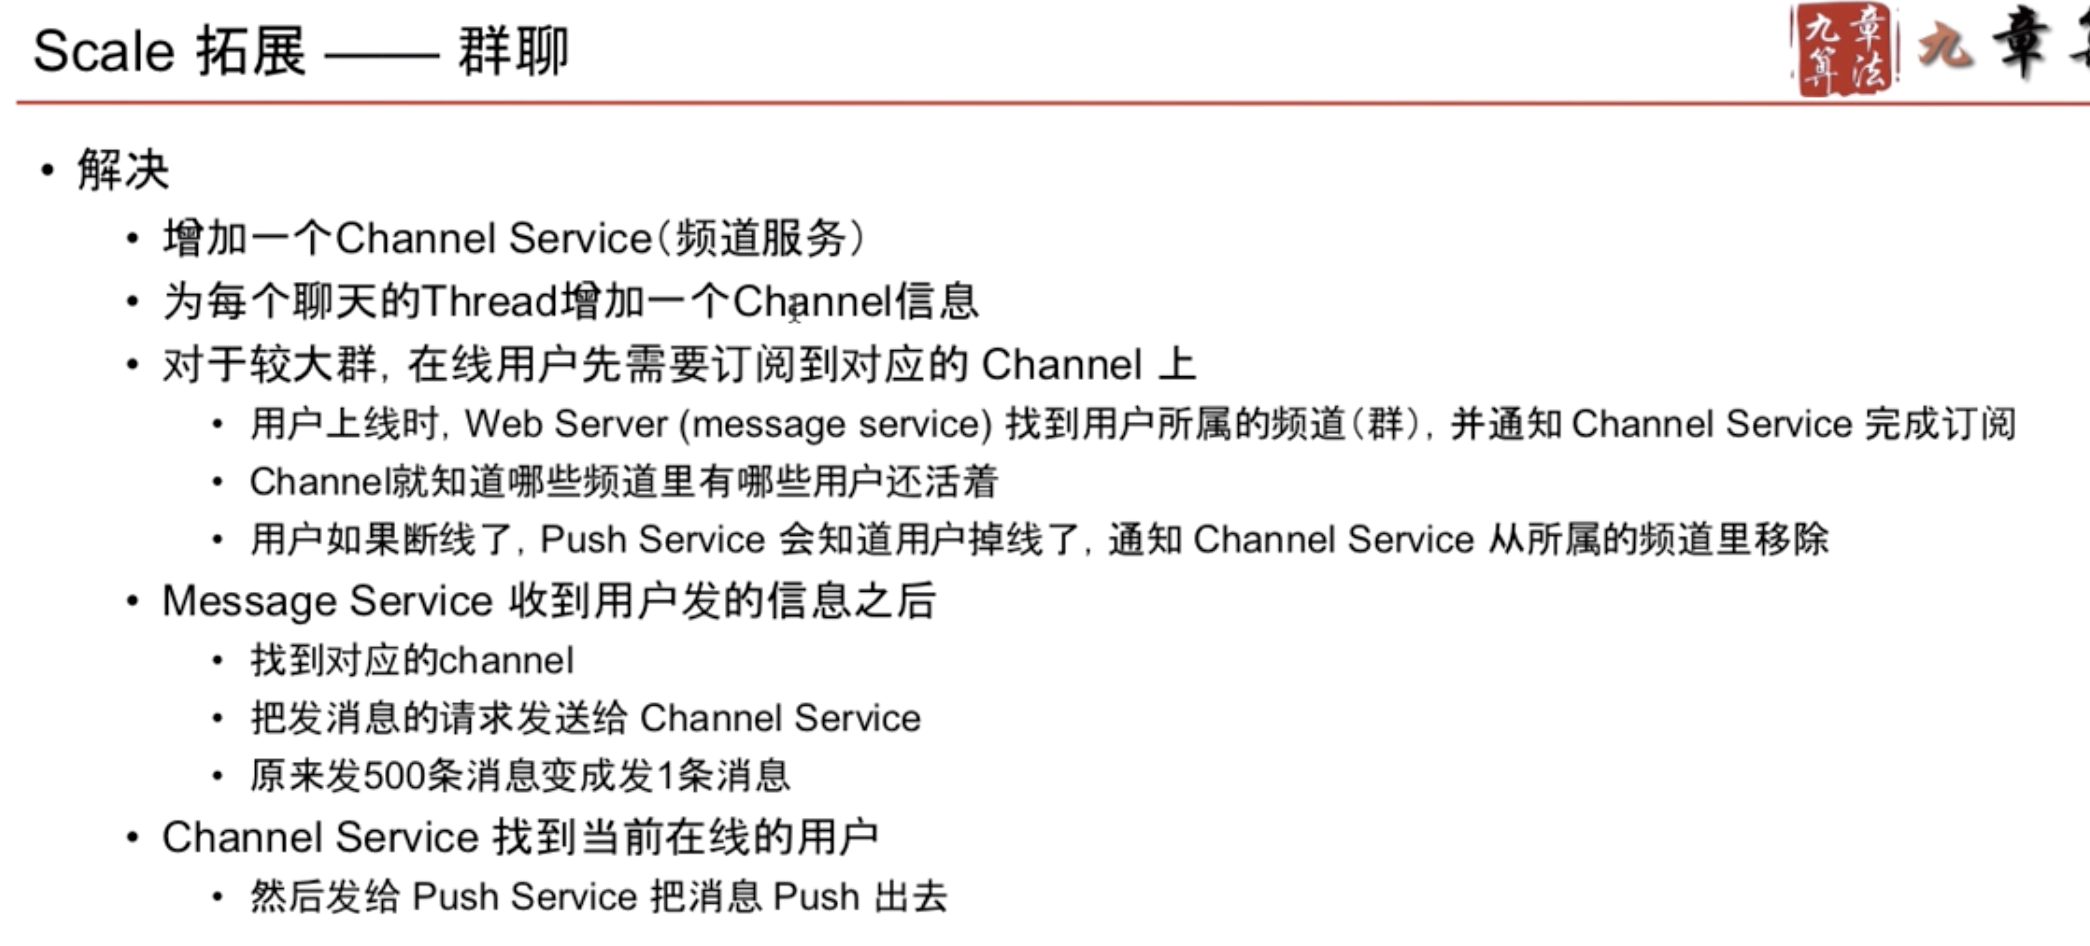 Scale 拓展 —— 群聊
九章算法
九章
• 解决
• 增加一个Channel Service（频道服务）
• 为每个聊天的Thread增加一个Channel信息
• 对于较大群, 在线用户先需要订阅到对应的 Channel 上
• 用户上线时, Web Server (message service) 找到用户所属的频道（群）, 并通知 Channel Service 完成订阅
• Channel就知道哪些频道里有哪些用户还活着
• 用户如果断线了, Push Service 会知道用户掉线了, 通知 Channel Service 从所属的频道里移除
• Message Service 收到用户发的信息之后
• 找到对应的channel
• 把发消息的请求发送给 Channel Service
• 原来发500条消息变成发1条消息
• Channel Service 找到当前在线的用户
• 然后发给 Push Service 把消息 Push 出去